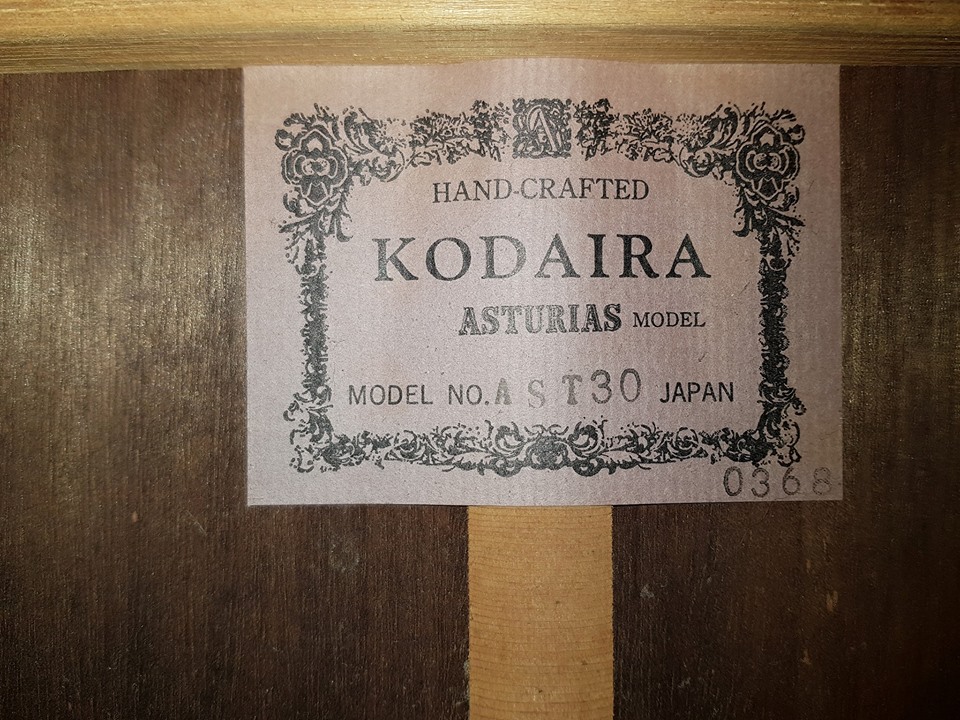 A
HAND-CRAFTED
KODAIRA
ASTURIAS MODEL
MODEL NO. AST30 JAPAN
0368